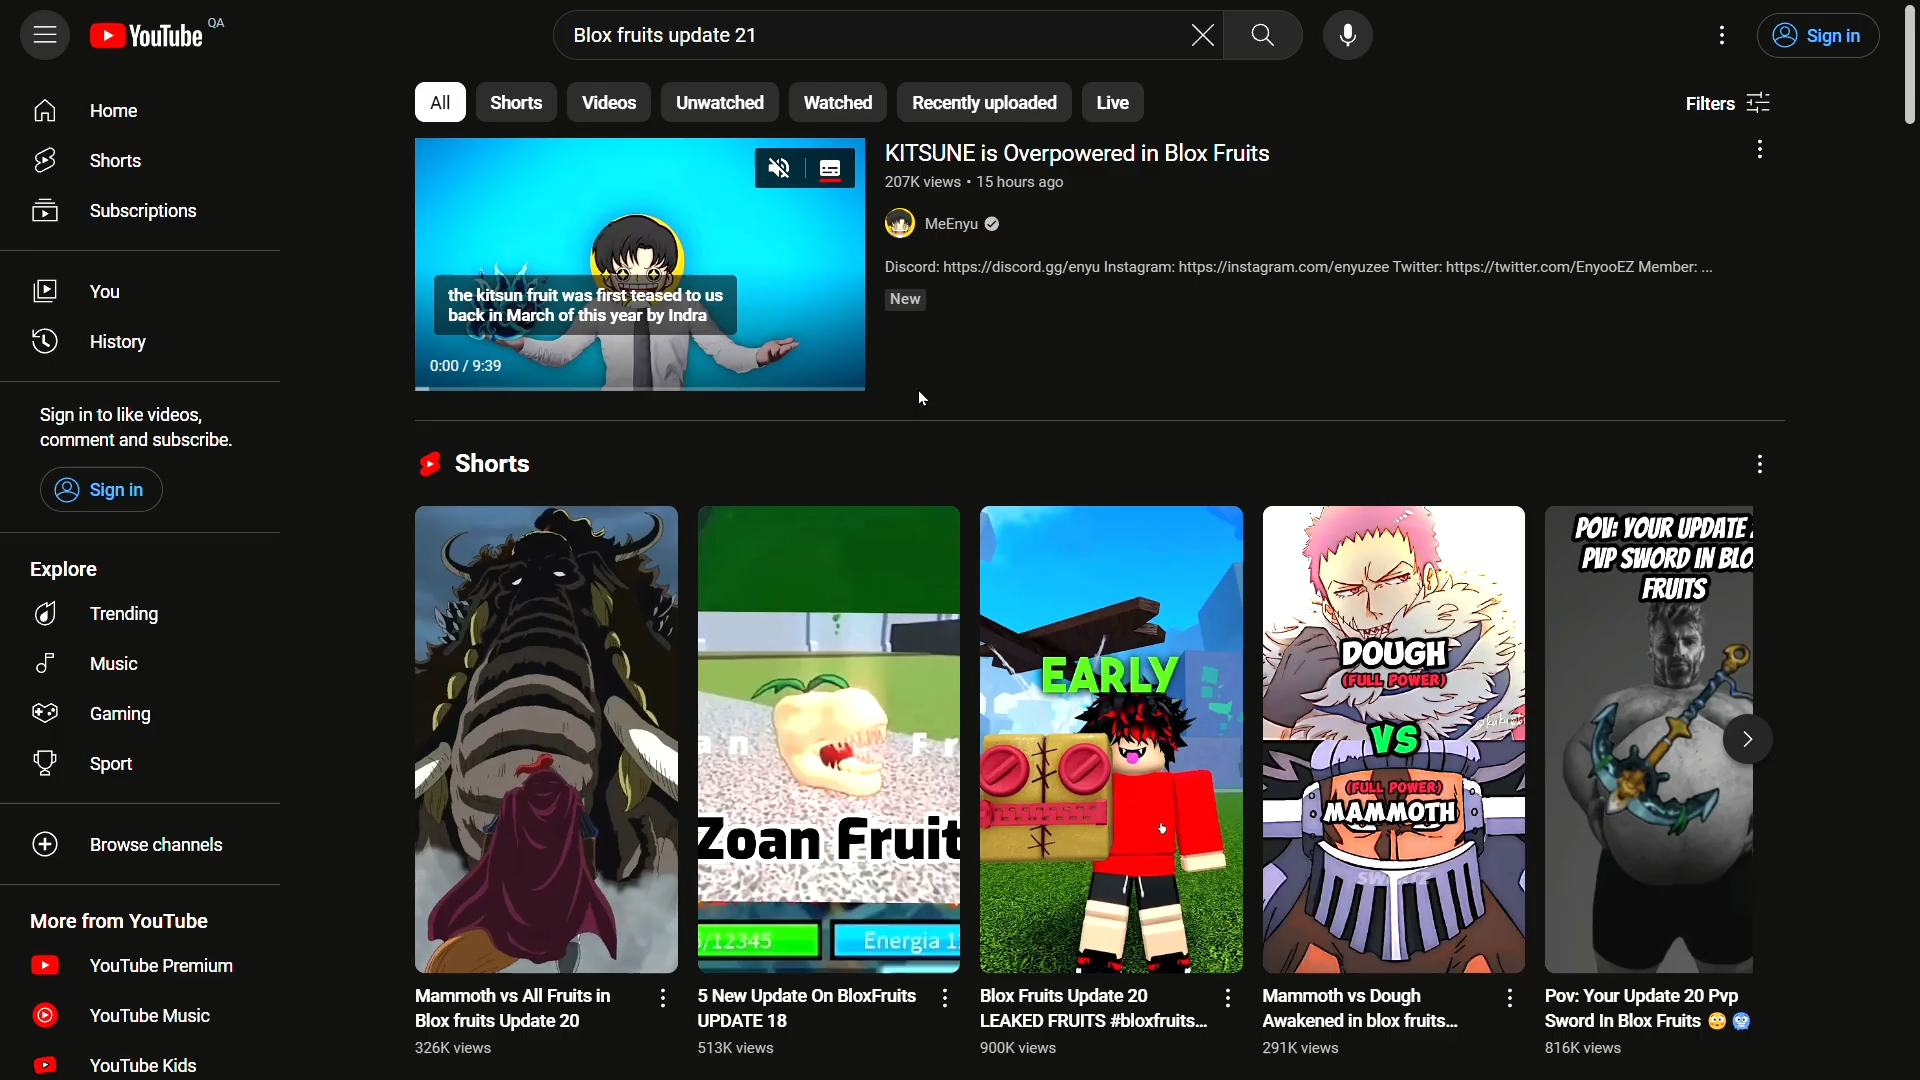 YouTube QA
Blox fruits update 21
Sign in
Home
Shorts
Subscriptions
You
History
Sign in to like videos,
comment and subscribe.
Sign in
Explore
Trending
Music
Gaming
Sport
Browse channels
More from YouTube
YouTube Premium
YouTube Music
YouTube Kids
All
Shorts
Videos
Unwatched
Watched
Recently uploaded
Live
Filters
the kitsun fruit was first teased to us
back in March of this year by Indra
0:00 / 9:39
KITSUNE is Overpowered in Blox Fruits
207K views • 15 hours ago
MeEnyu
Discord: https://discord.gg/enyu Instagram: https://instagram.com/enyuzee Twitter: https://twitter.com/EnyooEZ Member: ...
New
Shorts
Mammoth vs All Fruits in
Blox fruits Update 20
326K views
an Fr
Zoan Fruit
/12345
Energia 1
5 New Update On BloxFruits
UPDATE 18
513K views
EARLY
Blox Fruits Update 20
LEAKED FRUITS #bloxfruits...
900K views
DOUGH
(FULL POWER)
VS
(FULL POWER)
MAMMOTH
Mammoth vs Dough
Awakened in blox fruits...
291K views
POV: YOUR UPDATE
PVP SWORD IN BLO
FRUITS
Pov: Your Update 20 Pvp
Sword In Blox Fruits 😳 🥶
816K views